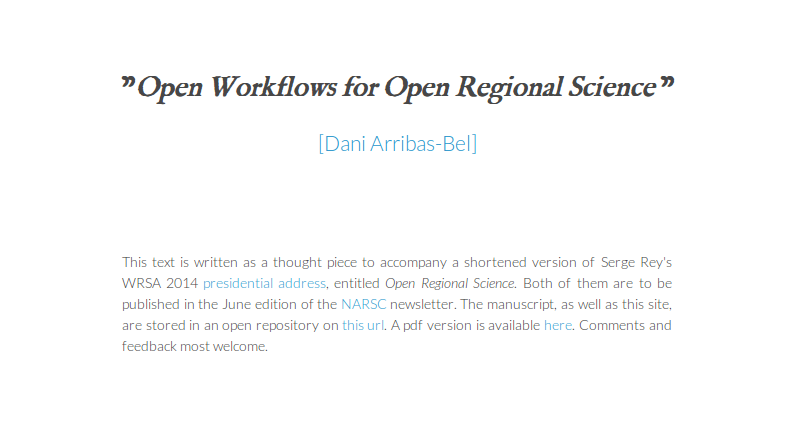 ”Open Workflows for Open Regional Science”
[Dani Arribas-Bel]
This text is written as a thought piece to accompany a shortened version of Serge Rey's
WRSA 2014 presidential address, entitled Open Regional Science. Both of them are to be
published in the June edition of the NARSC newsletter. The manuscript, as well as this site,
are stored in an open repository on this url. A pdf version is available here. Comments and
feedback most welcome.